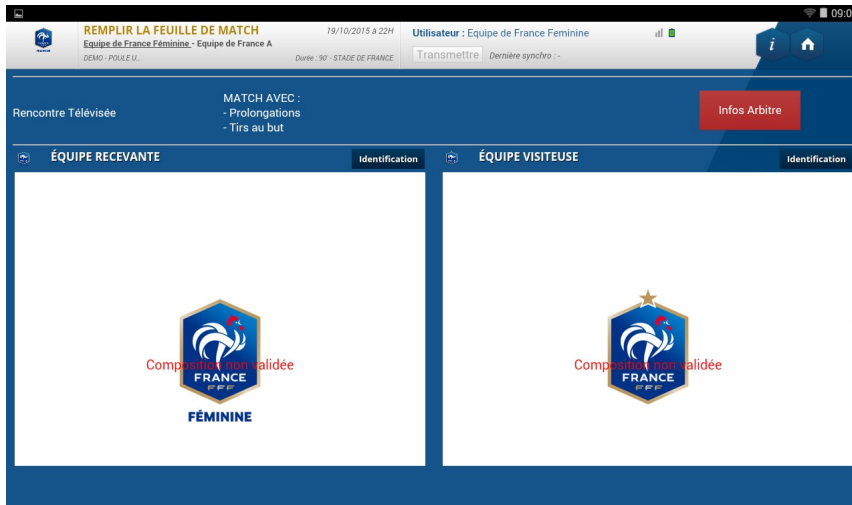 09:0
REMPLIR LA FEUILLE DE MATCH
19/10/2015 à 22H
Equipe de France Féminine - Equipe de France A
DEMO - POULE U..
Durée : 90' - STADE DE FRANCE
Utilisateur : Equipe de France Feminine
Transmettre
Dernière synchro : -
i
Rencontre Télévisée
MATCH AVEC :
- Prolongations
- Tirs au but
Infos Arbitre
ÉQUIPE RECEVANTE
Identification
ÉQUIPE VISITEUSE
Identification
Composition non validée
FRANCE
FFF
FÉMININE
Composition non validée
FRANCE
FFF